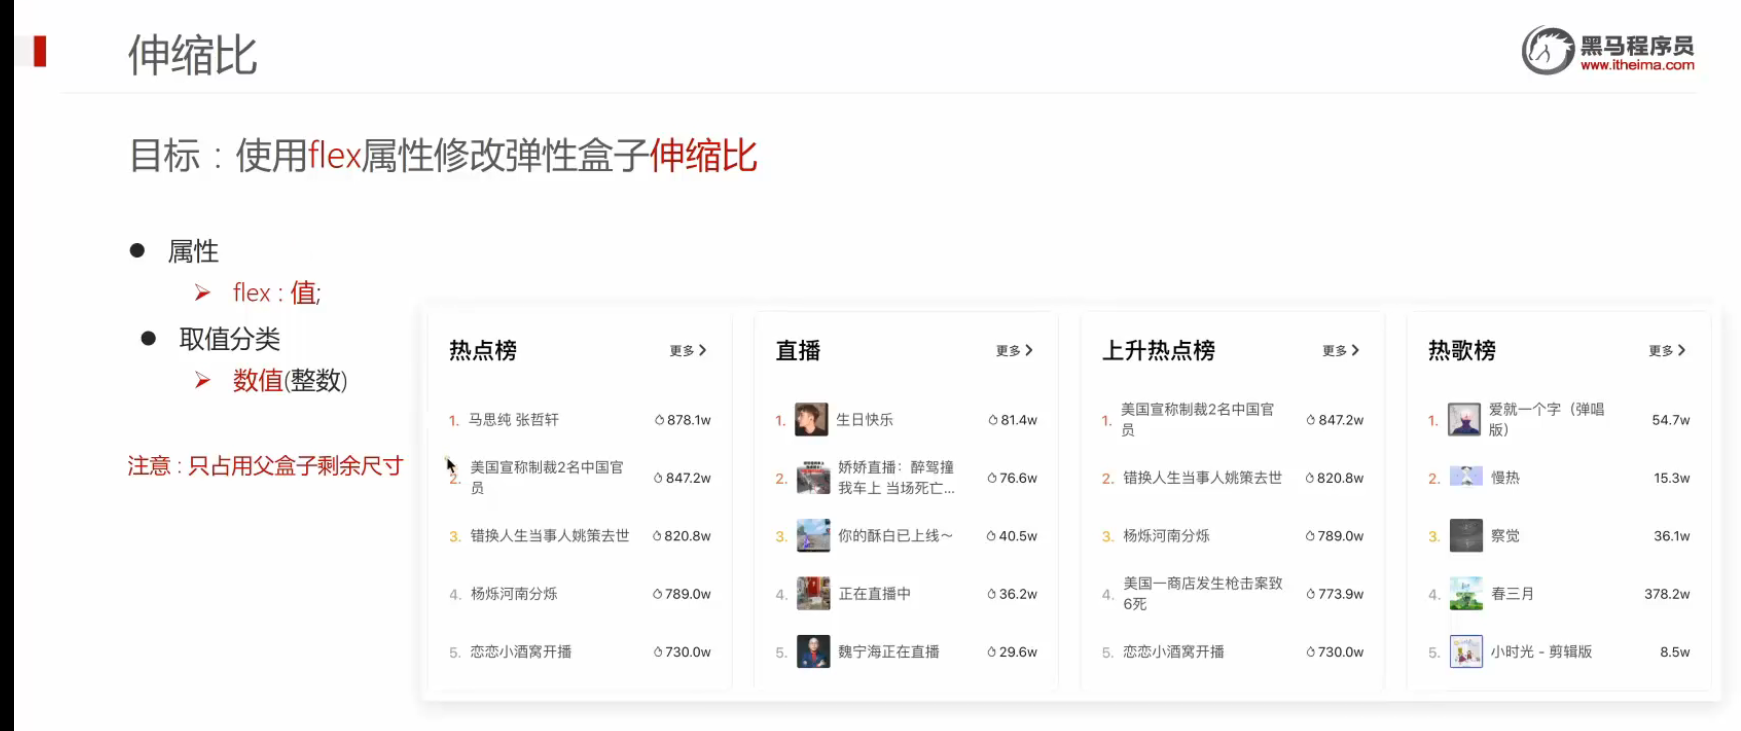 伸缩比
黑马程序员
www.itheima.com
目标：使用flex属性修改弹性盒子伸缩比
● 属性
➢ flex : 值;
● 取值分类
➢ 数值(整数)
注意 : 只占用父盒子剩余尺寸
热点榜 更多
1. 马思纯 张哲轩 878.1w
2. 美国宣称制裁2名中国官
员 847.2w
3. 错换人生当事人姚策去世 820.8w
4. 杨烁河南分烁 789.0w
5. 恋恋小酒窝开播 730.0w
直播 更多
1. 生日快乐 81.4w
2. 娇娇直播：醉驾撞
我车上 当场死亡... 76.6w
3. 你的酥白已上线～ 40.5w
4. 正在直播中 36.2w
5. 魏宁海正在直播 29.6w
上升热点榜 更多
1. 美国宣称制裁2名中国官
员 847.2w
2. 错换人生当事人姚策去世 820.8w
3. 杨烁河南分烁 789.0w
4. 美国一商店发生枪击案致
6死 773.9w
5. 恋恋小酒窝开播 730.0w
热歌榜 更多
1. 爱就一个字（弹唱
版） 54.7w
2. 慢热 15.3w
3. 察觉 36.1w
4. 春三月 378.2w
5. 小时光 - 剪辑版 8.5w